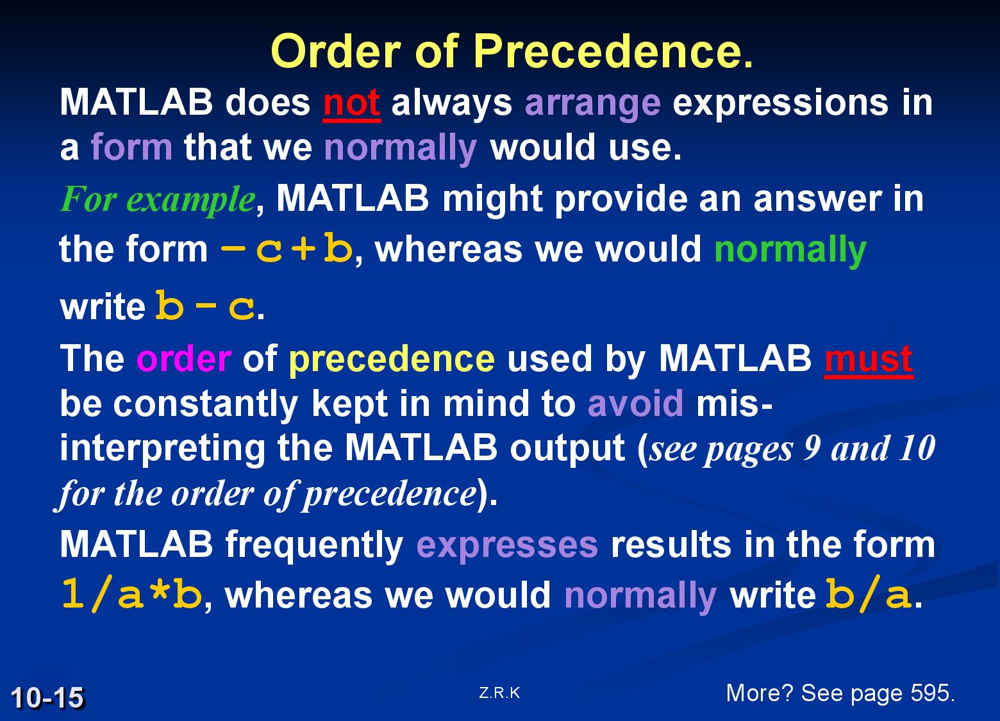 Order of Precedence.
MATLAB does not always arrange expressions in
a form that we normally would use.
For example, MATLAB might provide an answer in
the form –c+b, whereas we would normally
write b-c.
The order of precedence used by MATLAB must
be constantly kept in mind to avoid mis-
interpreting the MATLAB output (see pages 9 and 10
for the order of precedence).
MATLAB frequently expresses results in the form
1/a*b, whereas we would normally write b/a.
10-15
Z.R.K
More? See page 595.